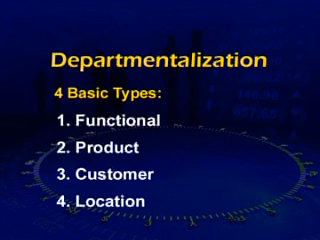 Departmentalization
4 Basic Types:
1. Functional
2. Product
3. Customer
4. Location